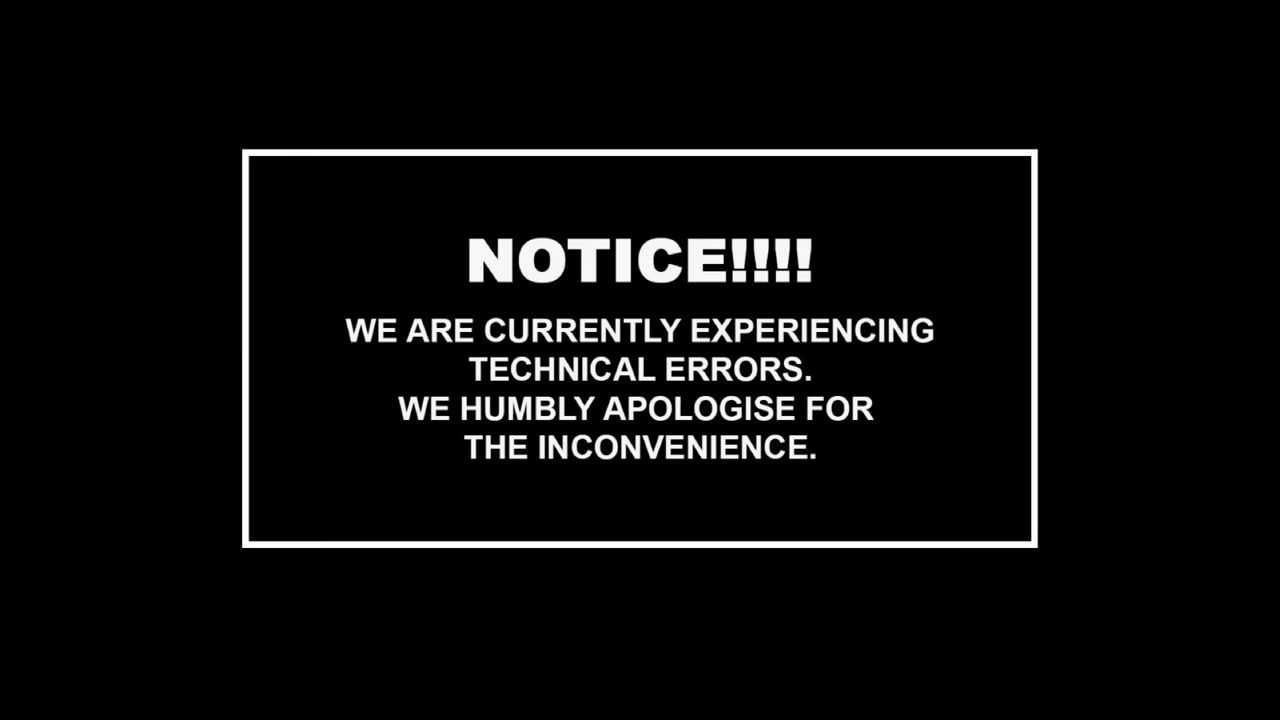 NOTICE!!!!
WE ARE CURRENTLY EXPERIENCING
TECHNICAL ERRORS.
WE HUMBLY APOLOGISE FOR
THE INCONVENIENCE.